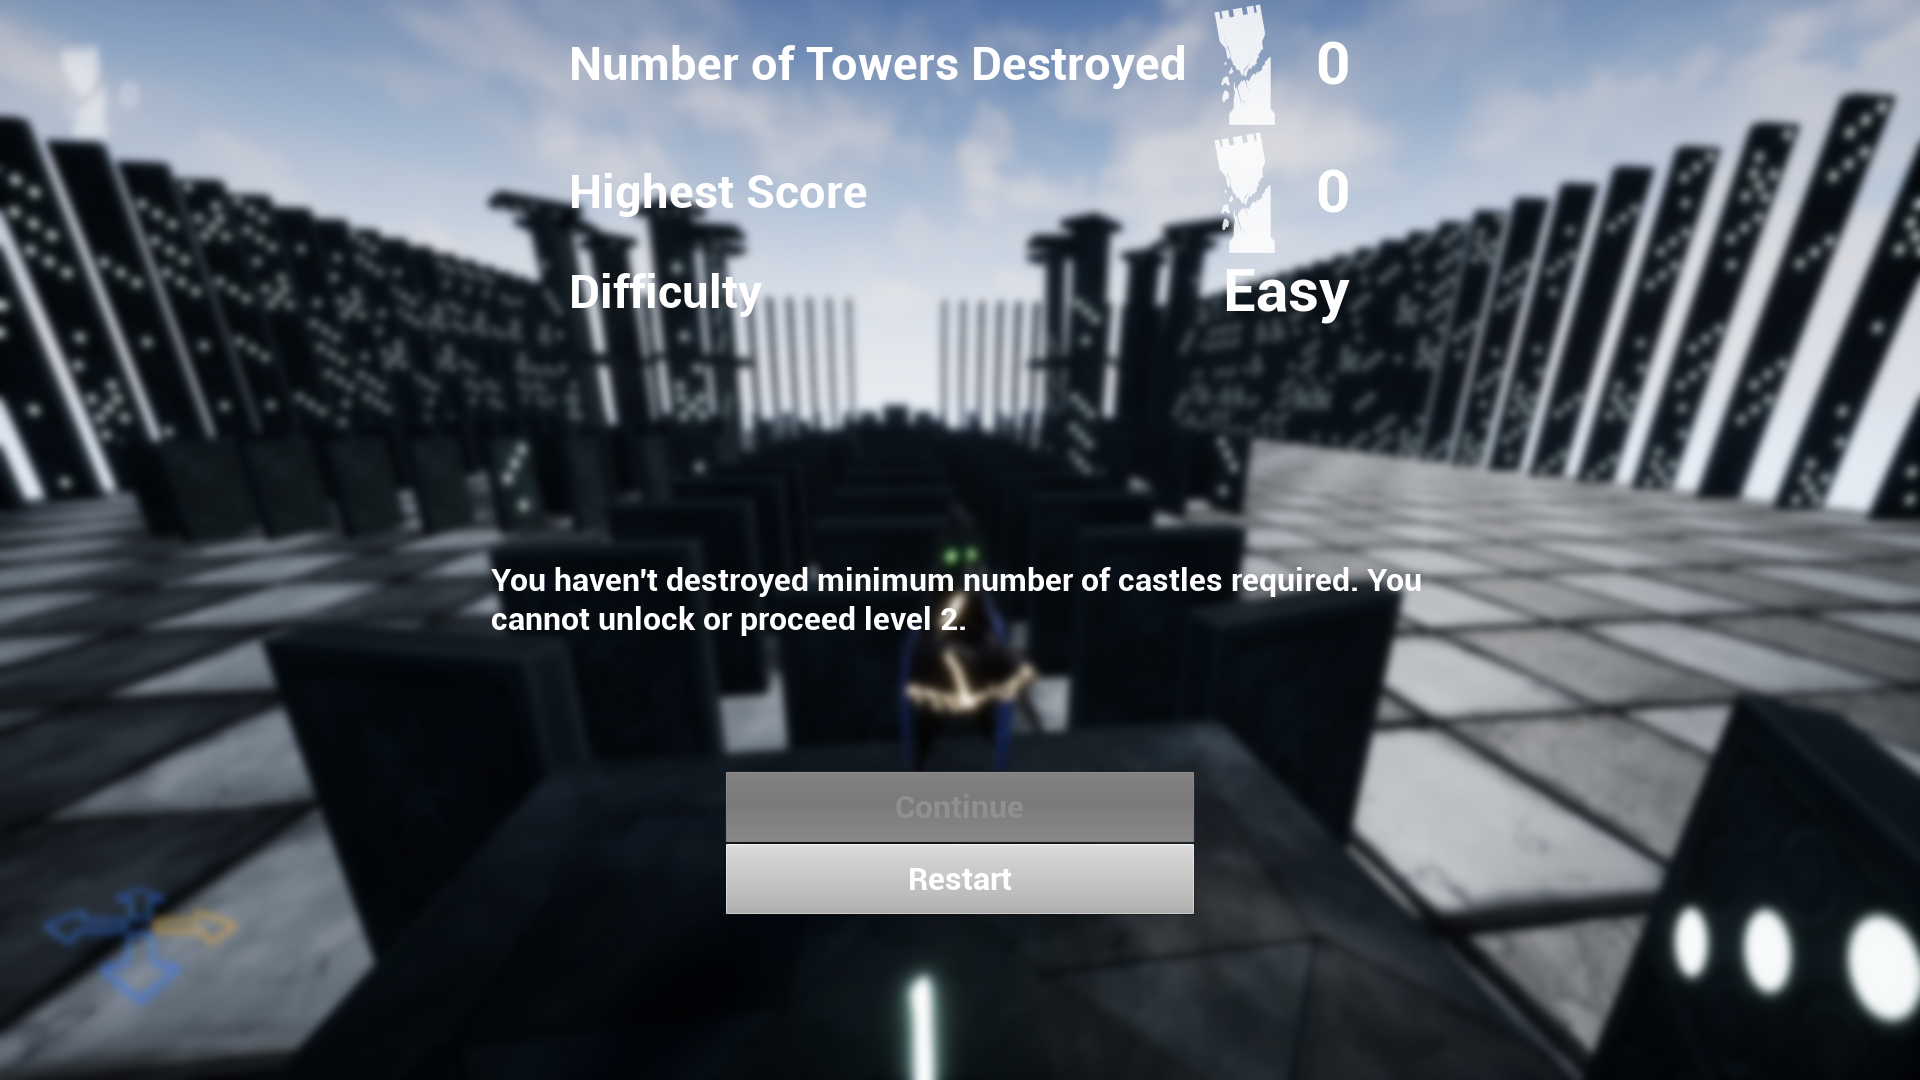 Number of Towers Destroyed 0
Highest Score 0
Difficulty Easy
You haven't destroyed minimum number of castles required. You
cannot unlock or proceed level 2.
Continue
Restart